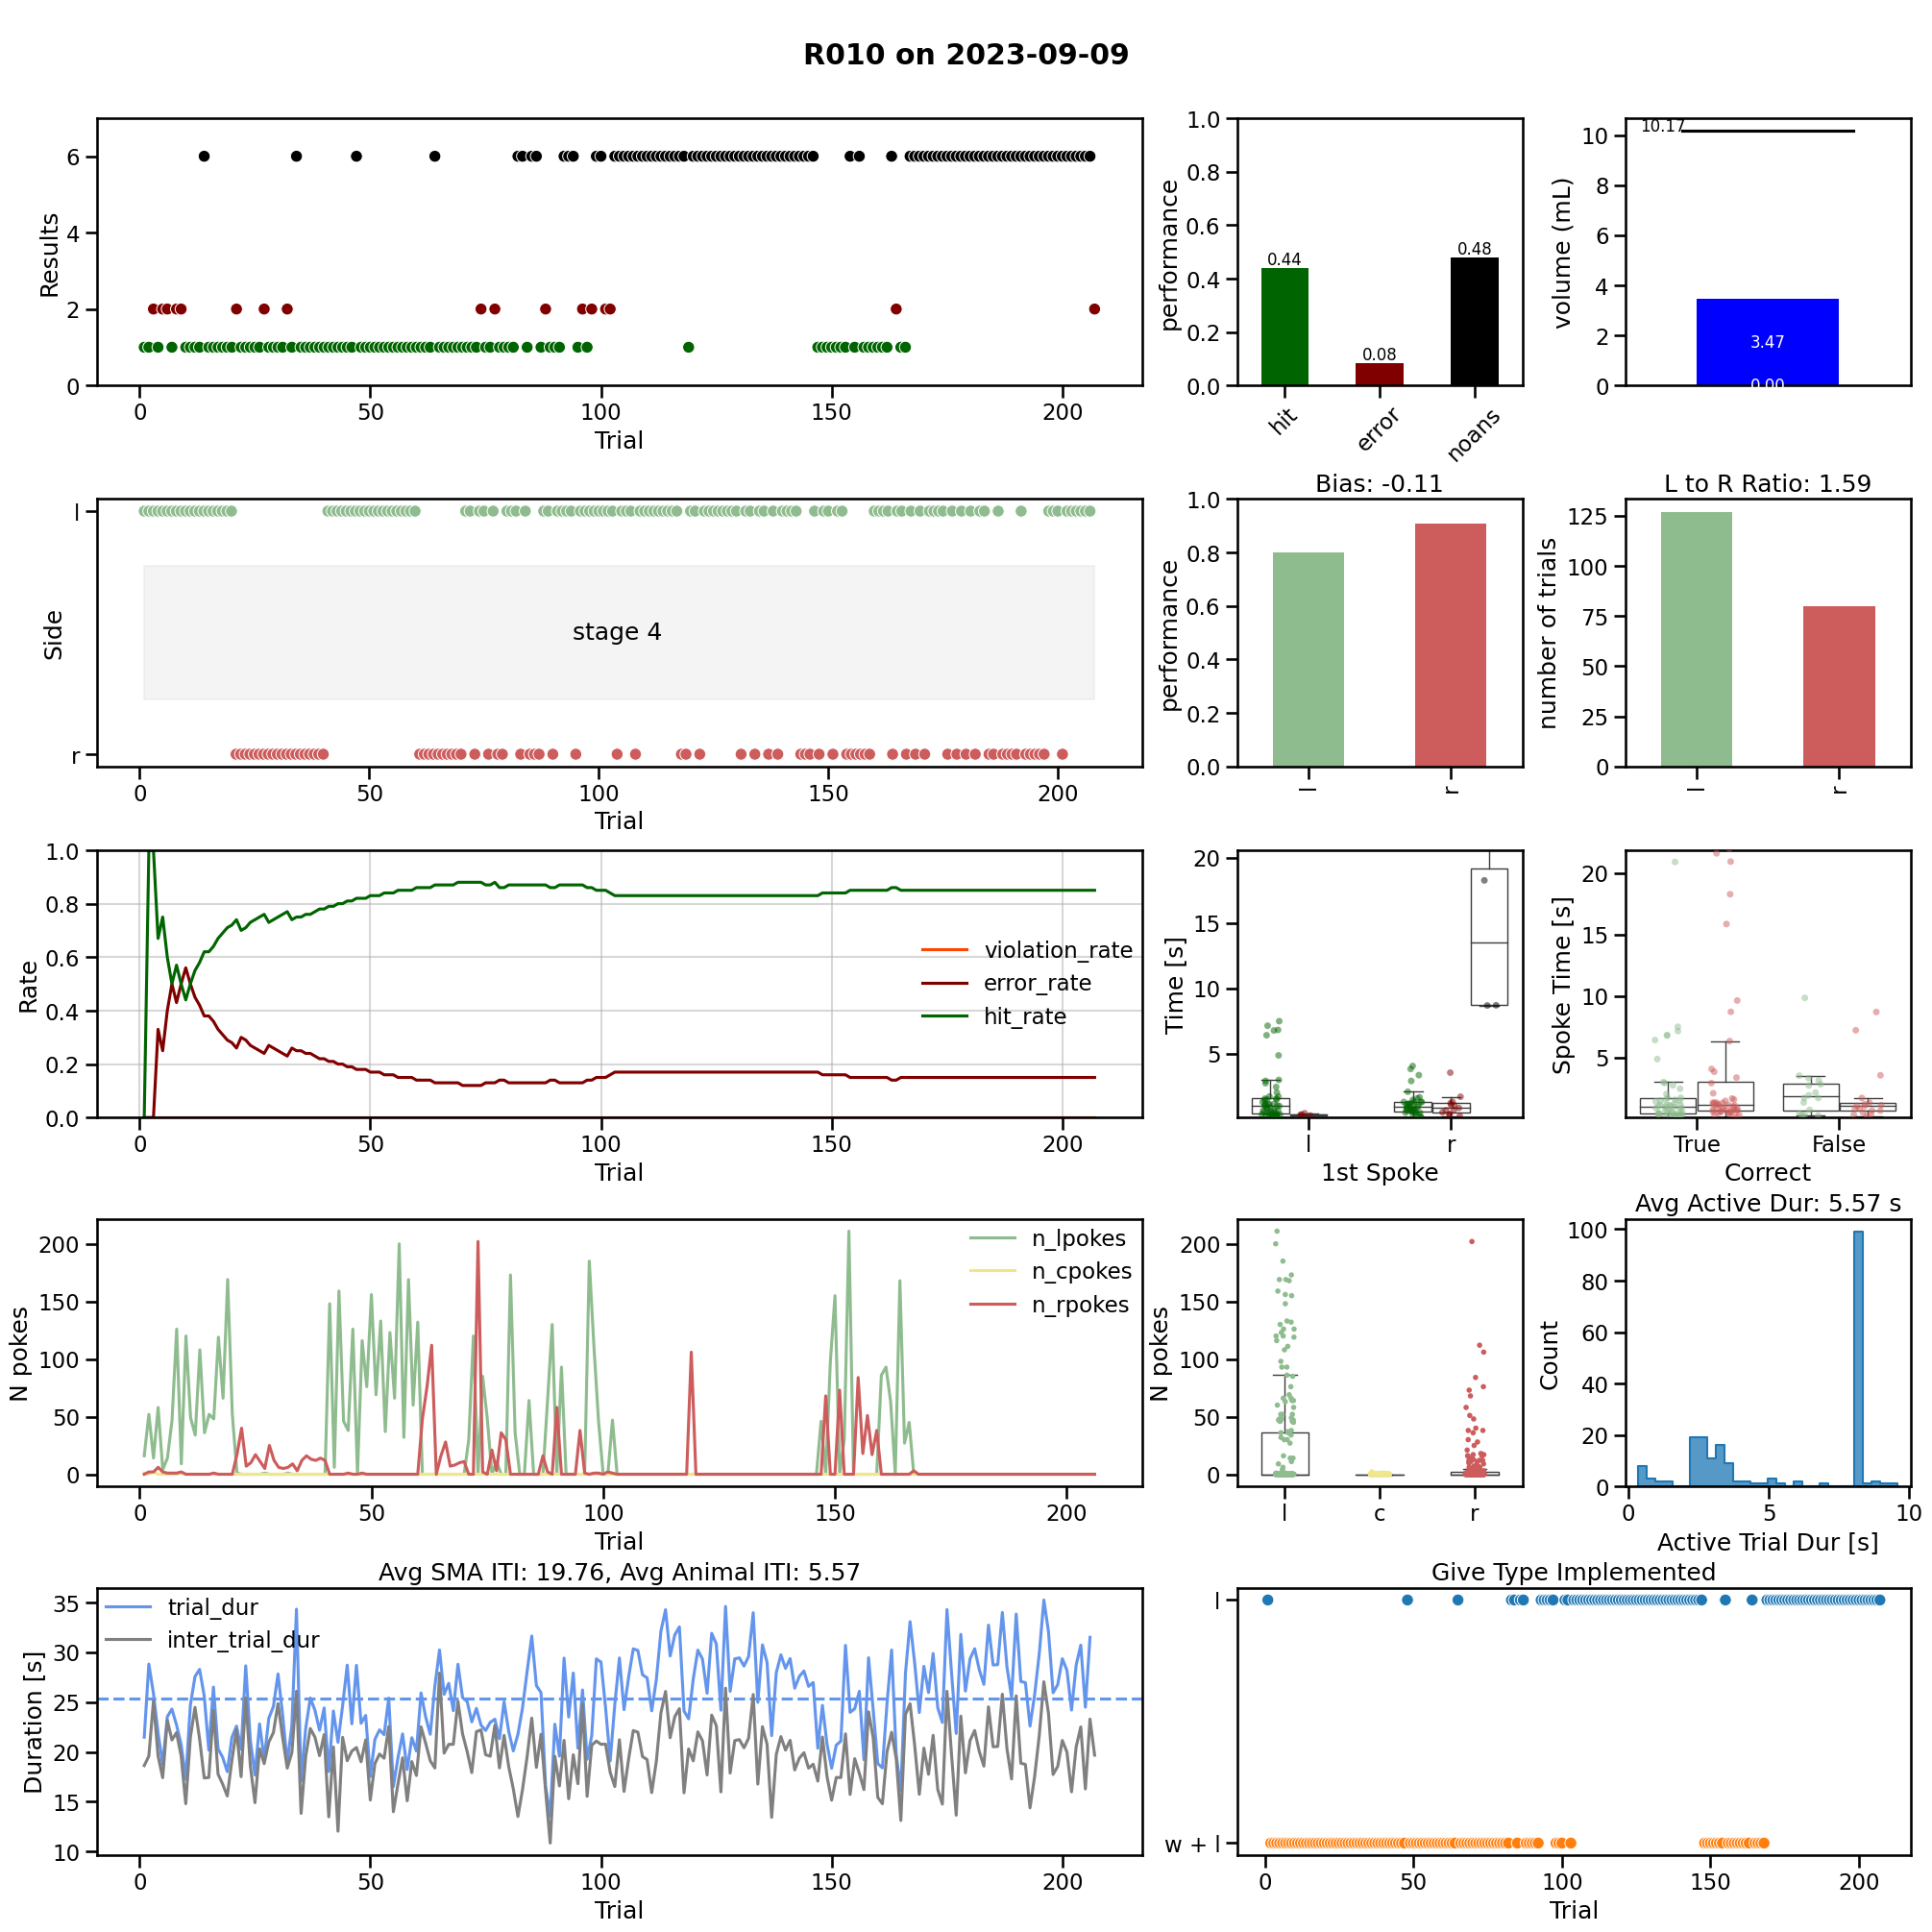 R010 on 2023-09-09
Results
6
4
2
0
0 50 100 150 200
Trial
performance
1.0
0.8
0.6
0.4
0.2
0.0
0.44
0.08
0.48
hit error noans
volume (mL)
10
8
6
4
2
0
10.17
3.47
0.00
Side
l
r
stage 4
0 50 100 150 200
Trial
Bias: -0.11
performance
1.0
0.8
0.6
0.4
0.2
0.0
l r
L to R Ratio: 1.59
number of trials
125
100
75
50
25
0
l r
Rate
1.0
0.8
0.6
0.4
0.2
0.0
violation_rate
error_rate
hit_rate
0 50 100 150 200
Trial
Time [s]
20
15
10
5
l r
1st Spoke
Spoke Time [s]
20
15
10
5
True False
Correct
N pokes
200
150
100
50
0
n_lpokes
n_cpokes
n_rpokes
0 50 100 150 200
Trial
N pokes
200
150
100
50
0
l c r
Avg Active Dur: 5.57 s
Count
100
80
60
40
20
0
0 5 10
Active Trial Dur [s]
Avg SMA ITI: 19.76, Avg Animal ITI: 5.57
Duration [s]
35
30
25
20
15
10
trial_dur
inter_trial_dur
0 50 100 150 200
Trial
Give Type Implemented
l
w + l
0 50 100 150 200
Trial